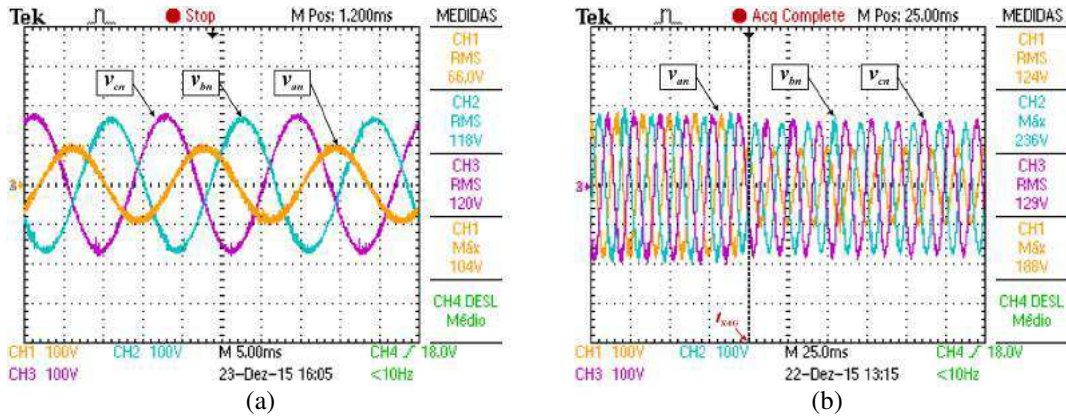 Tek Stop M Pos: 1.200ms MEDIDAS
CH1
RMS
66.0V
CH2
RMS
118V
CH3
RMS
120V
CH1
Máx
104V
CH4 DESL
Médio
v_cn v_bn v_an
3
CH1 100V CH2 100V M 5.00ms CH4 18.0V
CH3 100V 23-Dez-15 16:05 <10Hz
(a)
Tek Acq Complete M Pos: 25.00ms MEDIDAS
CH1
RMS
124V
CH2
Máx
236V
CH3
RMS
129V
CH1
Máx
188V
CH4 DESL
Médio
v_an v_bn v_cn
3
t_SAG
CH1 100V CH2 100V M 25.0ms CH4 18.0V
CH3 100V 22-Dez-15 13:15 <10Hz
(b)